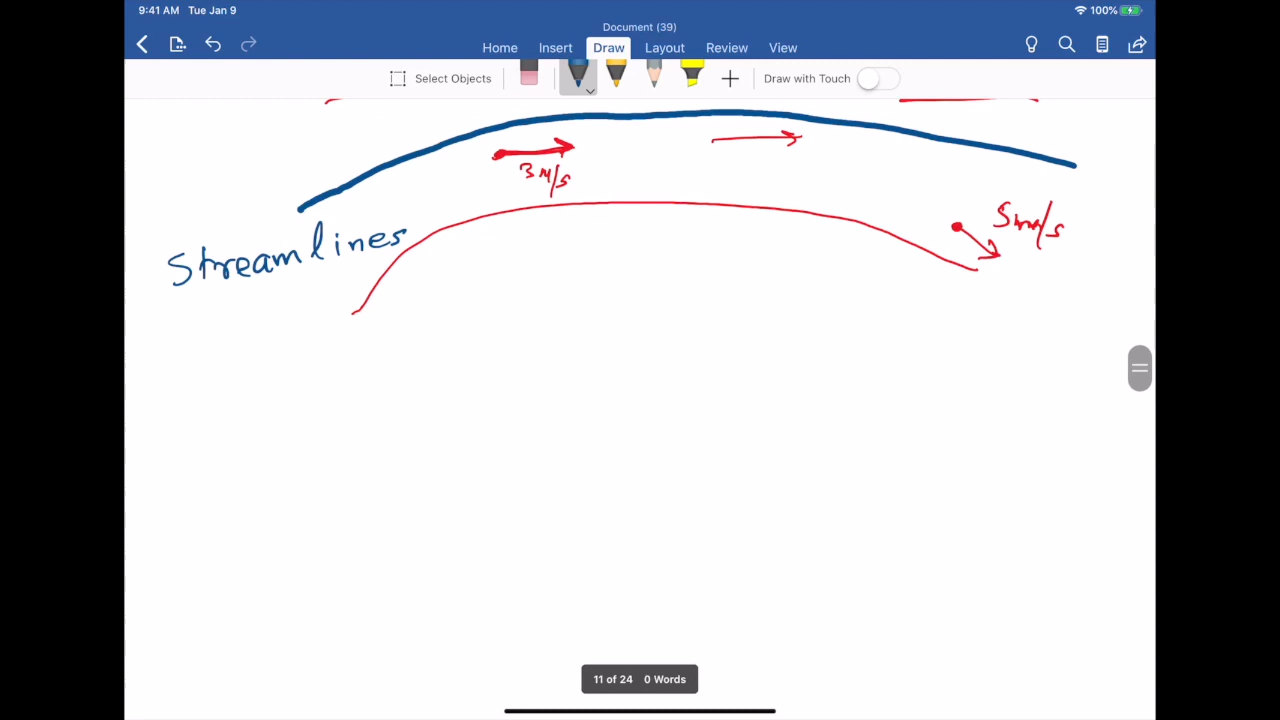 9:41 AM Tue Jan 9
100%
Document (39)
Home Insert Draw Layout Review View
Select Objects
Draw with Touch
3 M/s
5 m/s
Streamlines
11 of 24 0 Words